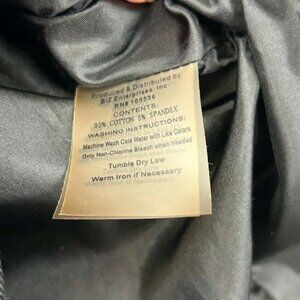 Produced & Distributed by
BIZ Enterprises, Inc.
RN# 105556
CONTENTS:
95% COTTON 5% SPANDEX
WASHING INSTRUCTIONS:
Machine Wash Cold Water with Like Colors
Only Non-Chlorine Bleach when Needed
Tumble Dry Low
Warm Iron if Necessary